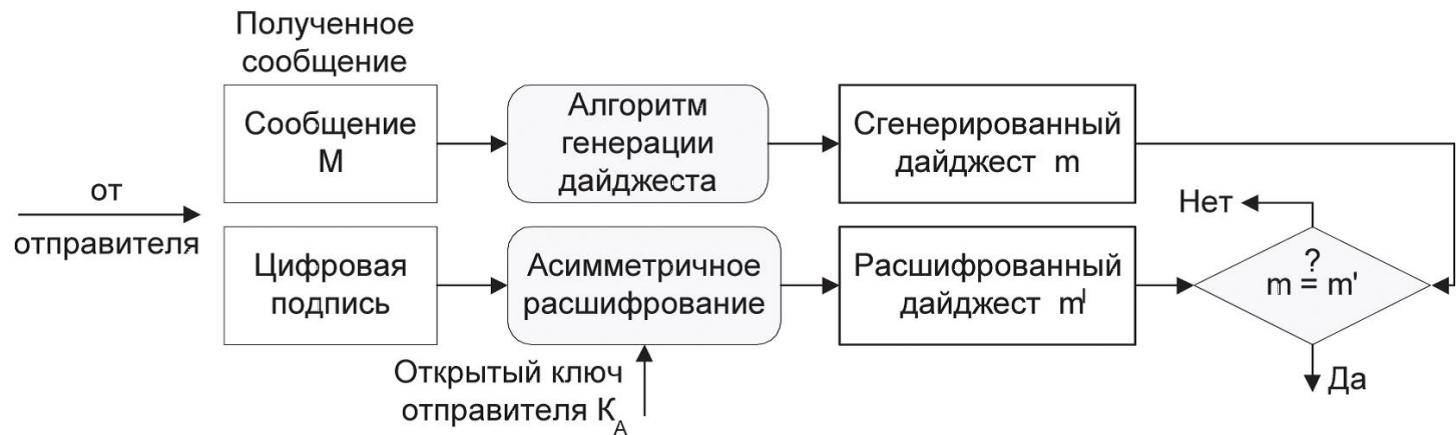 Полученное
сообщение
Сообщение
М
Алгоритм
генерации
дайджеста
Сгенерированный
дайджест m
от
отправителя
Нет
Цифровая
подпись
Асимметричное
расшифрование
Расшифрованный
дайджест m'
?
m = m'
Да
Открытый ключ
отправителя К_А